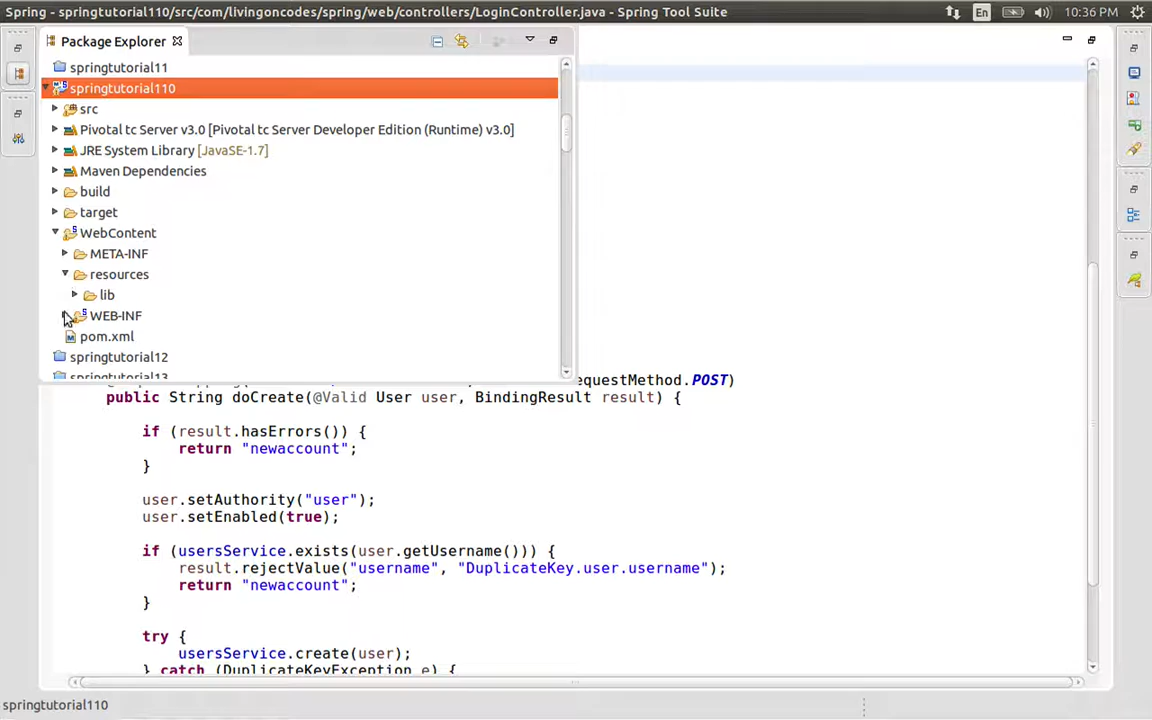 Spring - springtutorial110/src/com/livingoncodes/spring/web/controllers/LoginController.java - Spring Tool Suite
En
10:36 PM
Package Explorer
springtutorial11
springtutorial110
src
Pivotal tc Server v3.0 [Pivotal tc Server Developer Edition (Runtime) v3.0]
JRE System Library [JavaSE-1.7]
Maven Dependencies
build
target
WebContent
META-INF
resources
lib
WEB-INF
pom.xml
springtutorial12
springtutorial13
equestMethod.POST)
public String doCreate(@Valid User user, BindingResult result) {
if (result.hasErrors()) {
return "newaccount";
}
user.setAuthority("user");
user.setEnabled(true);
if (usersService.exists(user.getUsername())) {
result.rejectValue("username", "DuplicateKey.user.username");
return "newaccount";
}
try {
usersService.create(user);
} catch (DuplicateKeyException e) {
springtutorial110